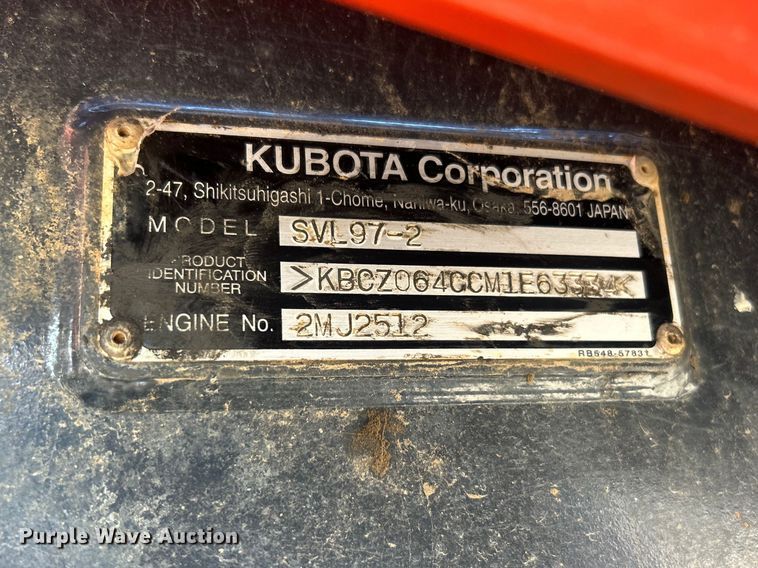 KUBOTA Corporation
2-47, Shikitsuhigashi 1-Chome, Naniwa-ku, Osaka, 556-8601 JAPAN
MODEL SVL97-2
PRODUCT
IDENTIFICATION
NUMBER
ENGINE No. 2MJ2512
RB548-57831
Purple Wave Auction